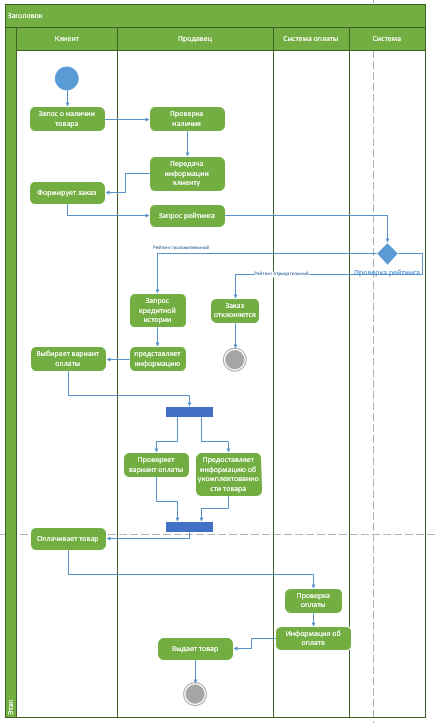 Заголовок
Клиент
Продавец
Система оплаты
Система
Запос о наличии
товара
Проверка
наличия
Передача
информации
клиенту
Формирует заказ
Запрос рейтинга
Рейтинг положительный
Проверка рейтинга
Рейтинг отрицательный
Запрос
кредитной
истории
Заказ
отклоняется
Выбирает вариант
оплаты
представляет
информацию
Проверяет
вариант оплаты
Предоставляет
информацию об
укомплектованно
сти товара
Оплачивает товар
Проверка
оплаты
Информация об
оплате
Выдает товар
Этап